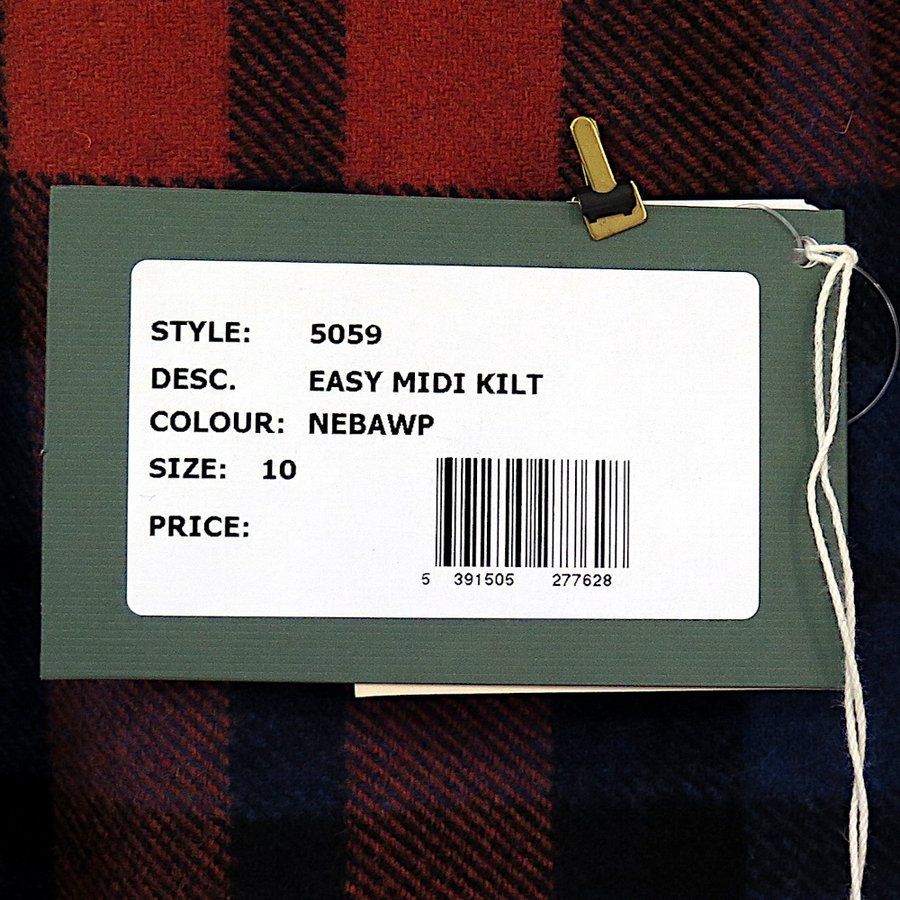 STYLE: 5059
DESC. EASY MIDI KILT
COLOUR: NEBAWP
SIZE: 10
PRICE:
5 391505 277628